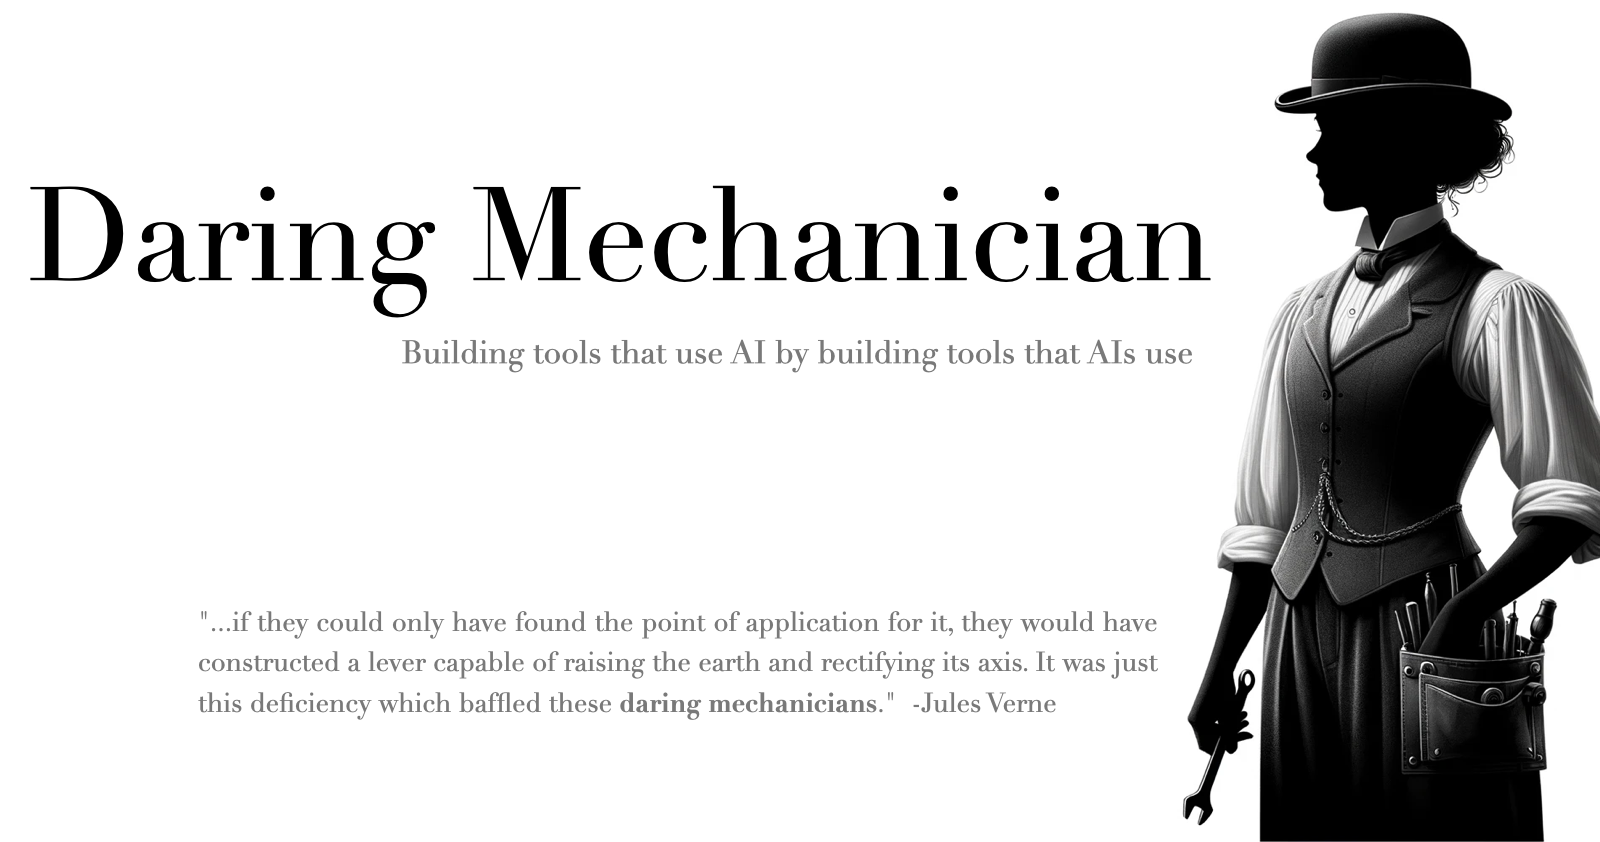 Daring Mechanician
Building tools that use AI by building tools that AIs use
"...if they could only have found the point of application for it, they would have
constructed a lever capable of raising the earth and rectifying its axis. It was just
this deficiency which baffled these daring mechanicians." -Jules Verne